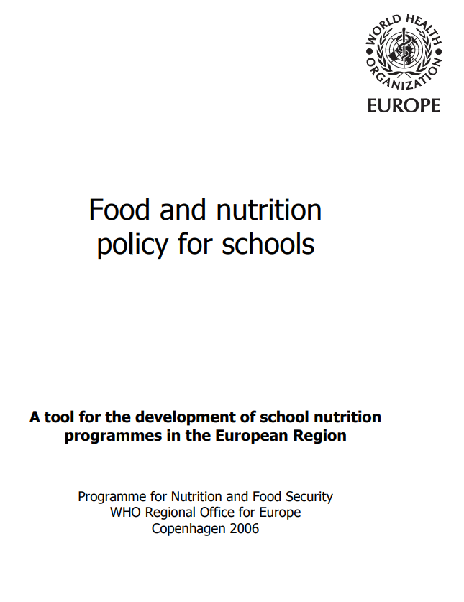 WORLD HEALTH ORGANIZATION
EUROPE
Food and nutrition
policy for schools
A tool for the development of school nutrition
programmes in the European Region
Programme for Nutrition and Food Security
WHO Regional Office for Europe
Copenhagen 2006